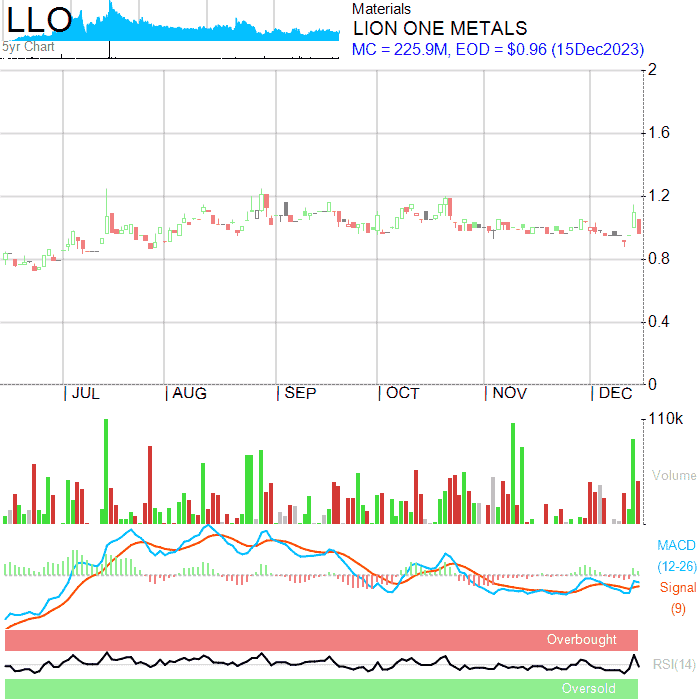 LLO
5yr Chart
Materials
LION ONE METALS
MC = 225.9M, EOD = $0.96 (15Dec2023)
2
1.6
1.2
0.8
0.4
0
JUL AUG SEP OCT NOV DEC
110k
Volume
MACD
(12-26)
Signal
(9)
Overbought
RSI(14)
Oversold